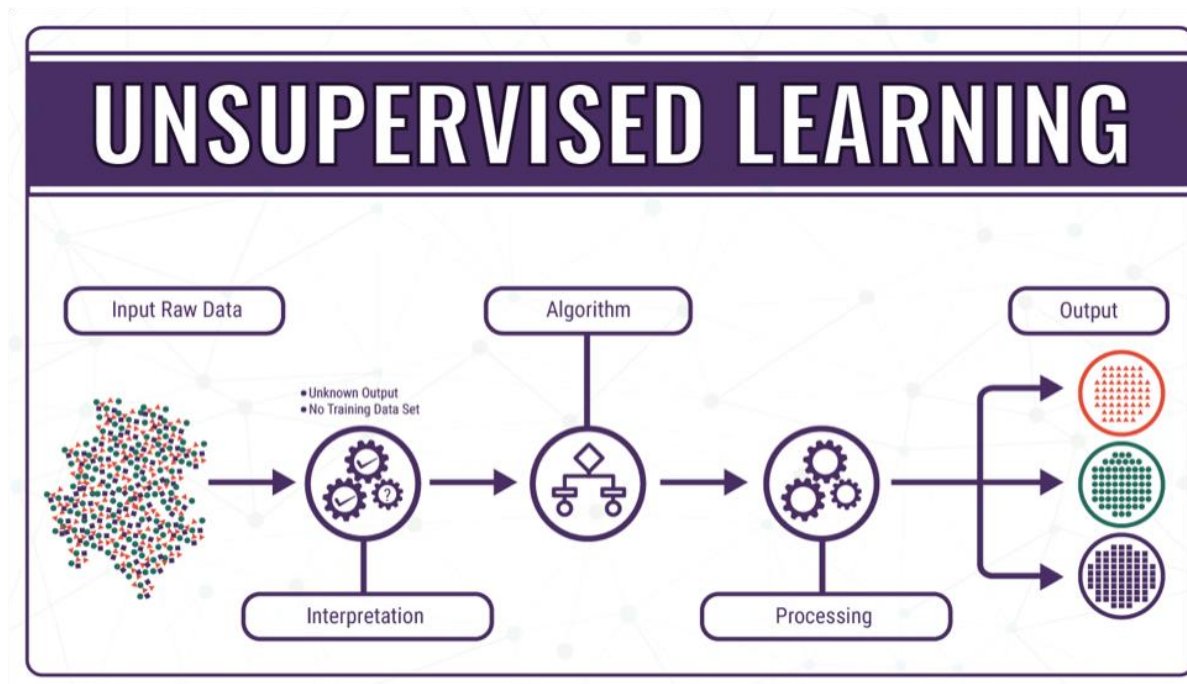 UNSUPERVISED LEARNING
Input Raw Data
Algorithm
Output
• Unknown Output
• No Training Data Set
?
Interpretation
Processing